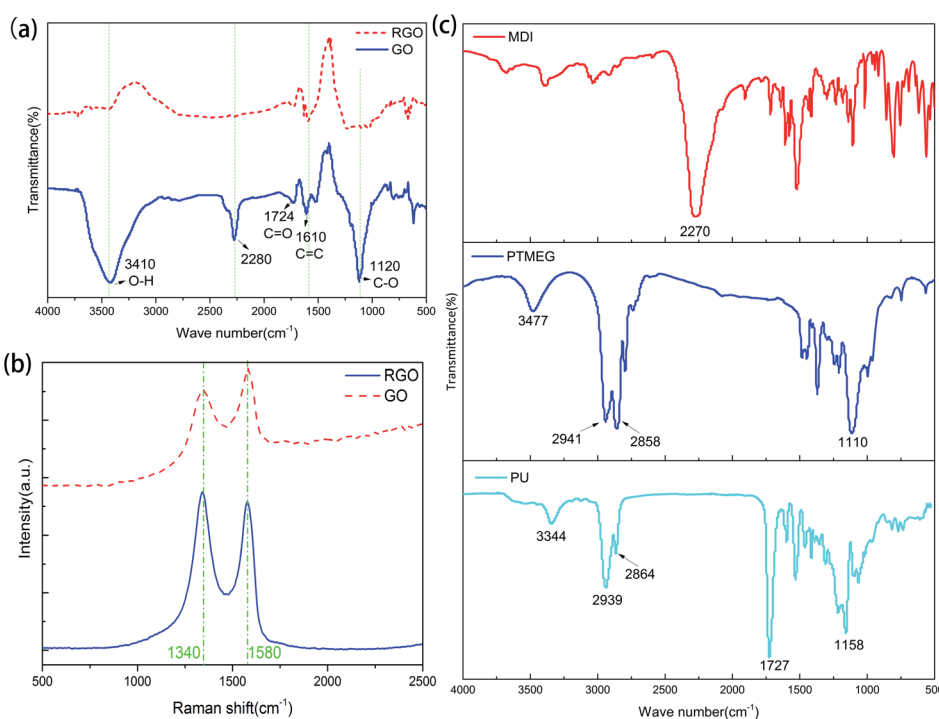 (a)
RGO
GO
Transmittance(%)
3410
O-H
2280
1724
C=O
1610
C=C
1120
C-O
4000 3500 3000 2500 2000 1500 1000 500
Wave number(cm⁻¹)
(b)
RGO
GO
Intensity(a.u.)
1340
1580
500 1000 1500 2000 2500
Raman shift(cm⁻¹)
(c)
MDI
2270
PTMEG
3477
2941
2858
1110
Transmittance(%)
PU
3344
2939
2864
1727
1158
4000 3500 3000 2500 2000 1500 1000 500
Wave number(cm⁻¹)